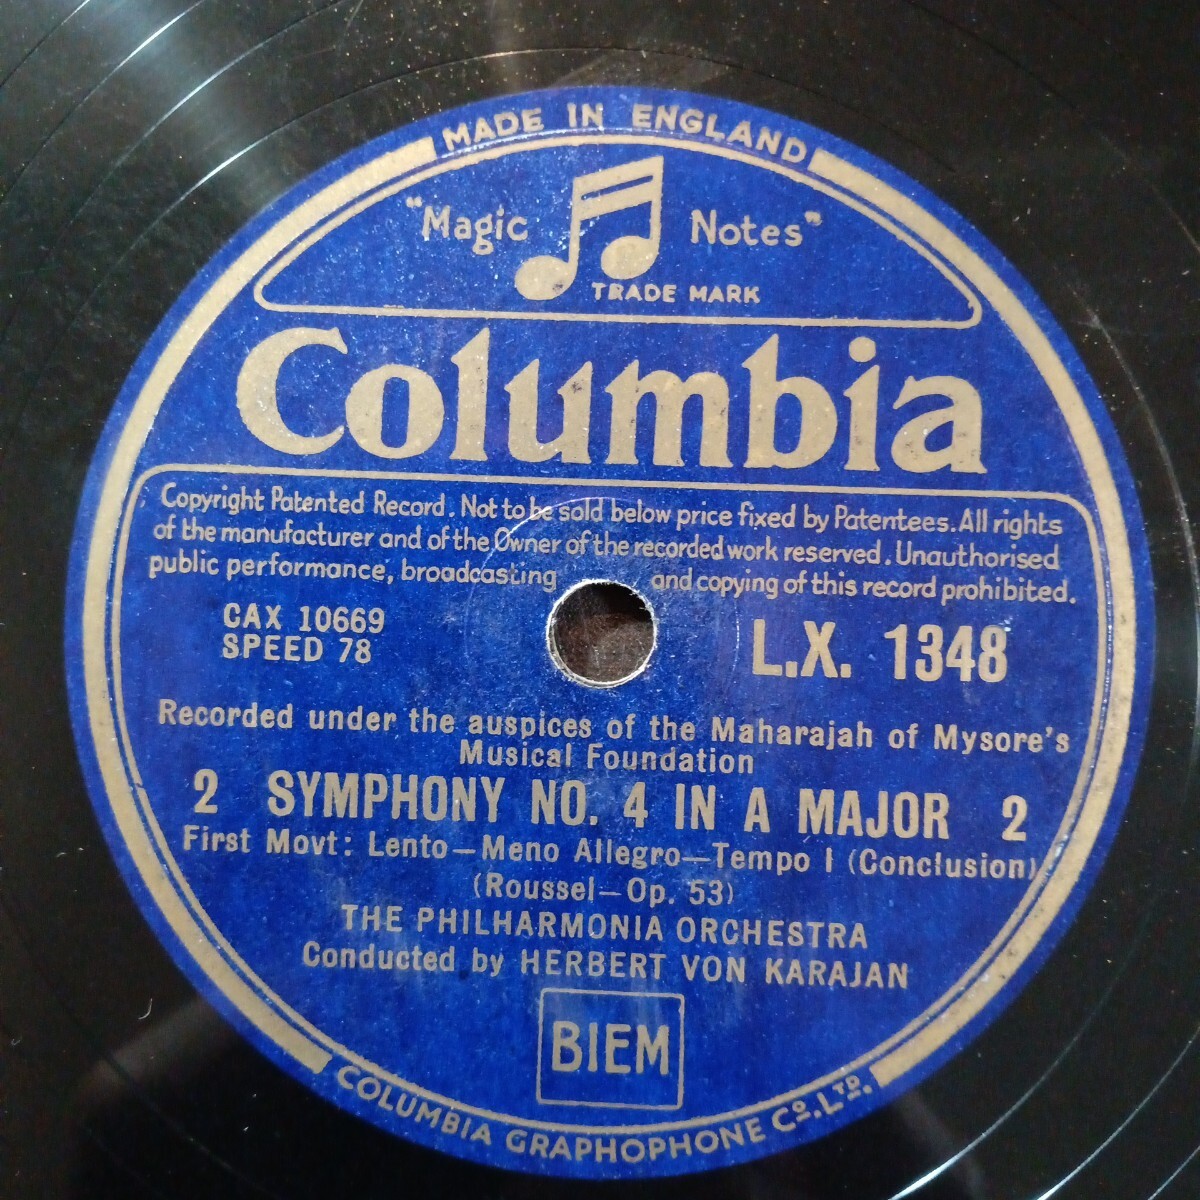 MADE IN ENGLAND
"Magic Notes"
TRADE MARK
Columbia
Copyright Patented Record. Not to be sold below price fixed by Patentees. All rights
of the manufacturer and of the Owner of the recorded work reserved. Unauthorised
public performance, broadcasting and copying of this record prohibited.
CAX 10669
SPEED 78
L.X. 1348
Recorded under the auspices of the Maharajah of Mysore's
Musical Foundation
2 SYMPHONY NO. 4 IN A MAJOR 2
First Movt: Lento—Meno Allegro—Tempo I (Conclusion)
(Roussel—Op. 53)
THE PHILHARMONIA ORCHESTRA
Conducted by HERBERT VON KARAJAN
BIEM
COLUMBIA GRAPHOPHONE CO. LTD.